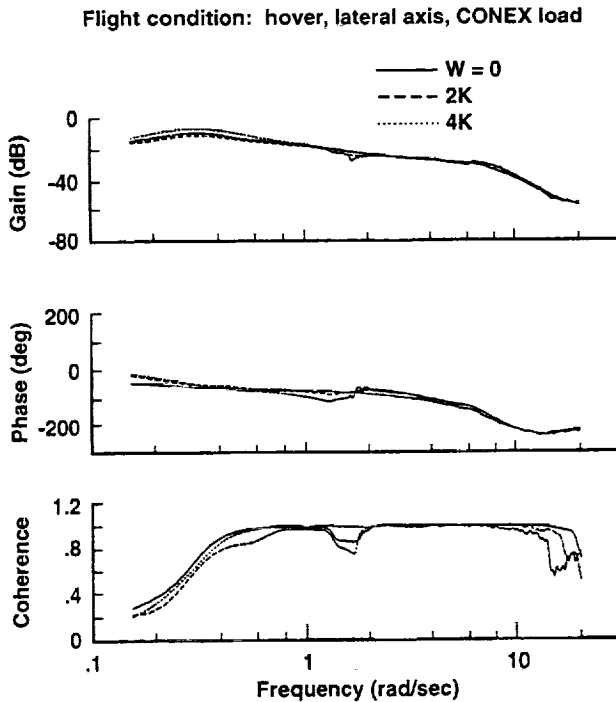 Flight condition: hover, lateral axis, CONEX load
W = 0
2K
4K
0
-40
-80
Gain (dB)
200
0
-200
Phase (deg)
1.2
.8
.4
0
Coherence
.1
1
10
Frequency (rad/sec)